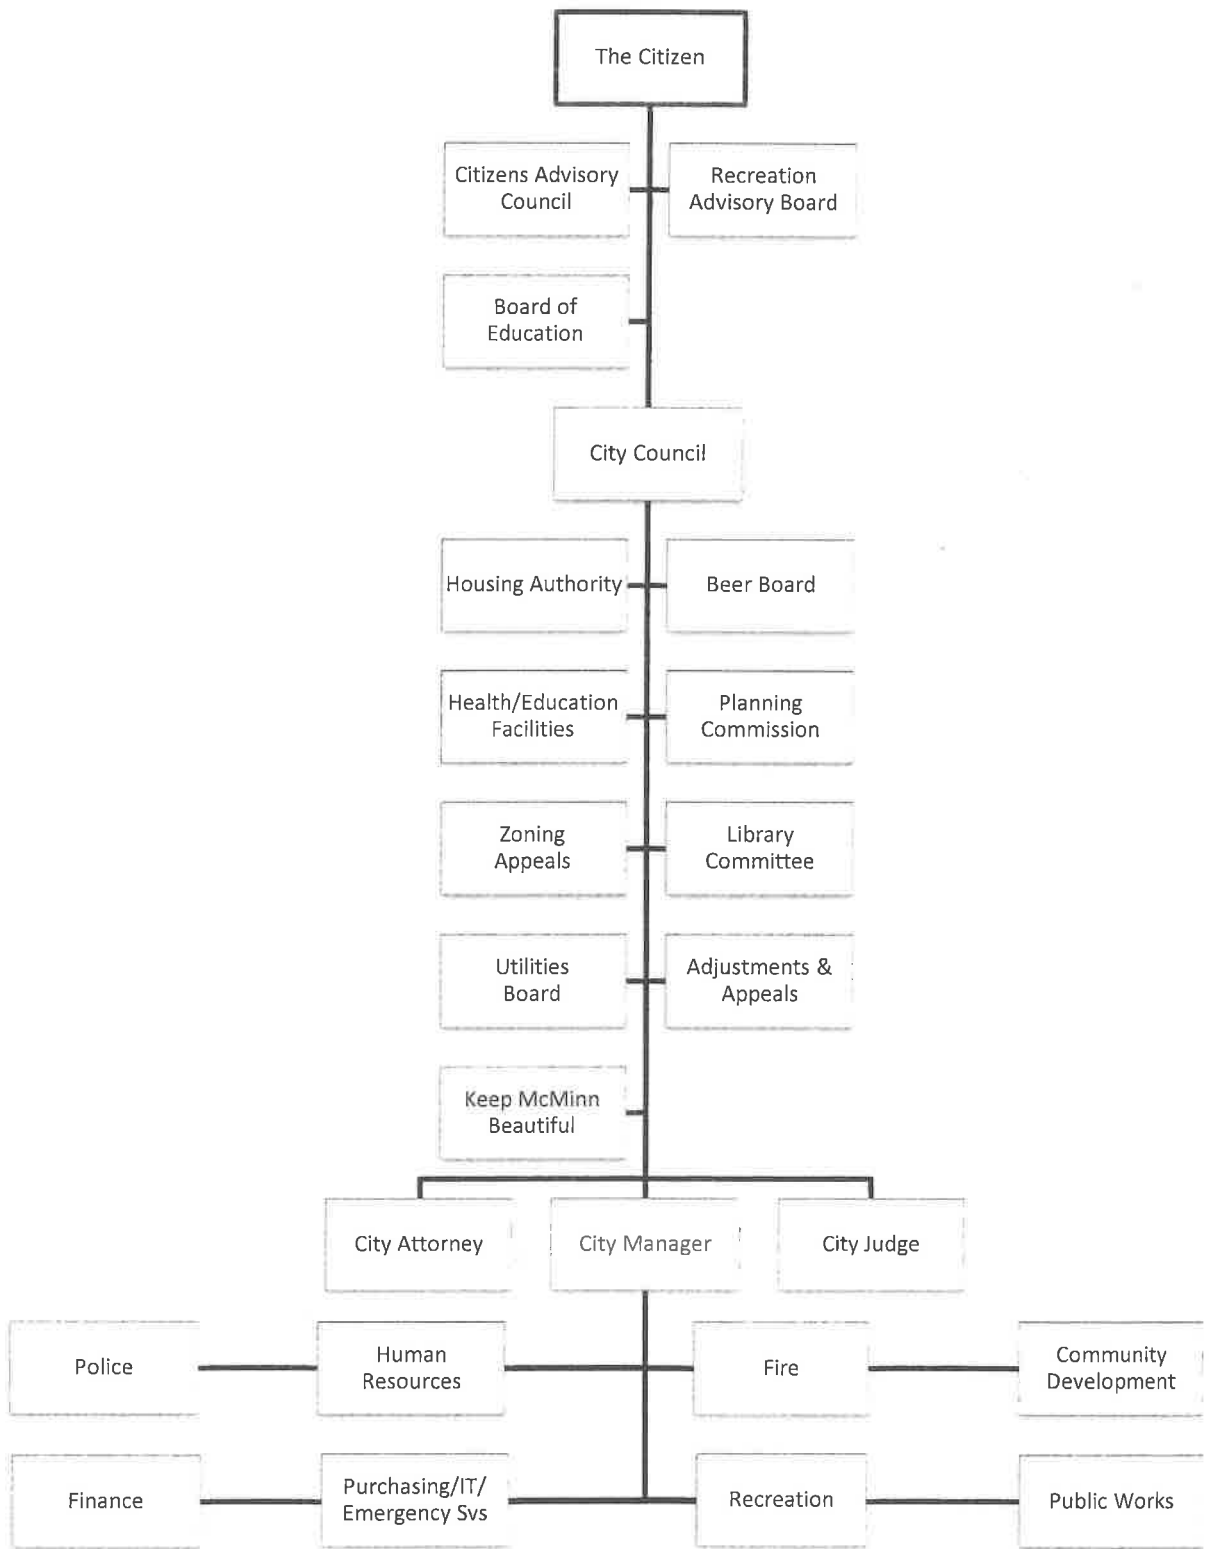 The Citizen
Citizens Advisory
Council
Recreation
Advisory Board
Board of
Education
City Council
Housing Authority
Beer Board
Health/Education
Facilities
Planning
Commission
Zoning
Appeals
Library
Committee
Utilities
Board
Adjustments &
Appeals
Keep McMinn
Beautiful
City Attorney
City Manager
City Judge
Police
Human
Resources
Fire
Community
Development
Finance
Purchasing/IT/
Emergency Svs
Recreation
Public Works